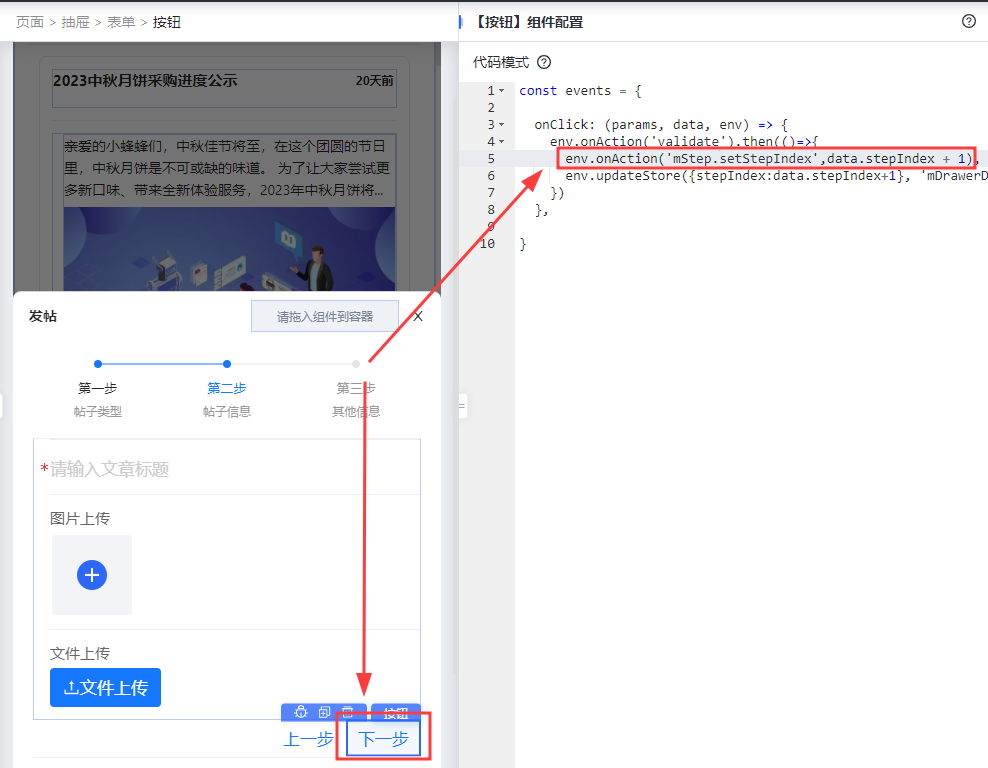 页面 > 抽屉 > 表单 > 按钮
2023中秋月饼采购进度公示
20天前
亲爱的小蜂蜂们，中秋佳节将至，在这个团圆的节日
里，中秋月饼是不可或缺的味道。 为了让大家尝试更
多新口味、带来全新体验服务，2023年中秋月饼将...
发帖
请拖入组件到容器
X
第一步
第二步
第三步
帖子类型
帖子信息
其他信息
*请输入文章标题
图片上传
文件上传
文件上传
按钮
上一步
下一步
【按钮】组件配置
代码模式
1 const events = {
2
3 onClick: (params, data, env) => {
4 env.onAction('validate').then(()=>{
5 env.onAction('mStep.setStepIndex',data.stepIndex + 1),
6 env.updateStore({stepIndex:data.stepIndex+1}, 'mDrawerD
7 })
8 },
9
10 }